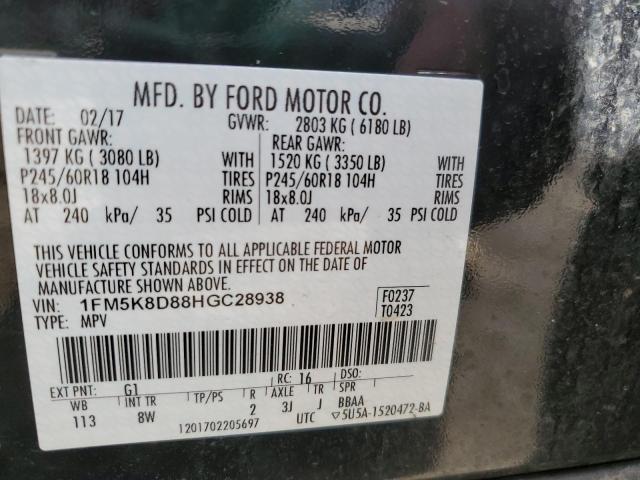 MFD. BY FORD MOTOR CO.
DATE: 02/17 GVWR: 2803 KG ( 6180 LB)
FRONT GAWR: REAR GAWR:
1397 KG ( 3080 LB) WITH 1520 KG ( 3350 LB) WITH
P245/60R18 104H TIRES P245/60R18 104H TIRES
18x8.0J RIMS 18x8.0J RIMS
AT 240 kPa/ 35 PSI COLD AT 240 kPa/ 35 PSI COLD
THIS VEHICLE CONFORMS TO ALL APPLICABLE FEDERAL MOTOR
VEHICLE SAFETY STANDARDS IN EFFECT ON THE DATE OF
MANUFACTURE SHOWN ABOVE.
VIN: 1FM5K8D88HGC28938 F0237
TYPE: MPV T0423
EXT PNT: G1 RC: 16 DSO:
WB INT TR TP/PS R AXLE TR SPR
113 8W 2 3J J BBAA
1201702205697 UTC ▽5U5A-1520472-BA